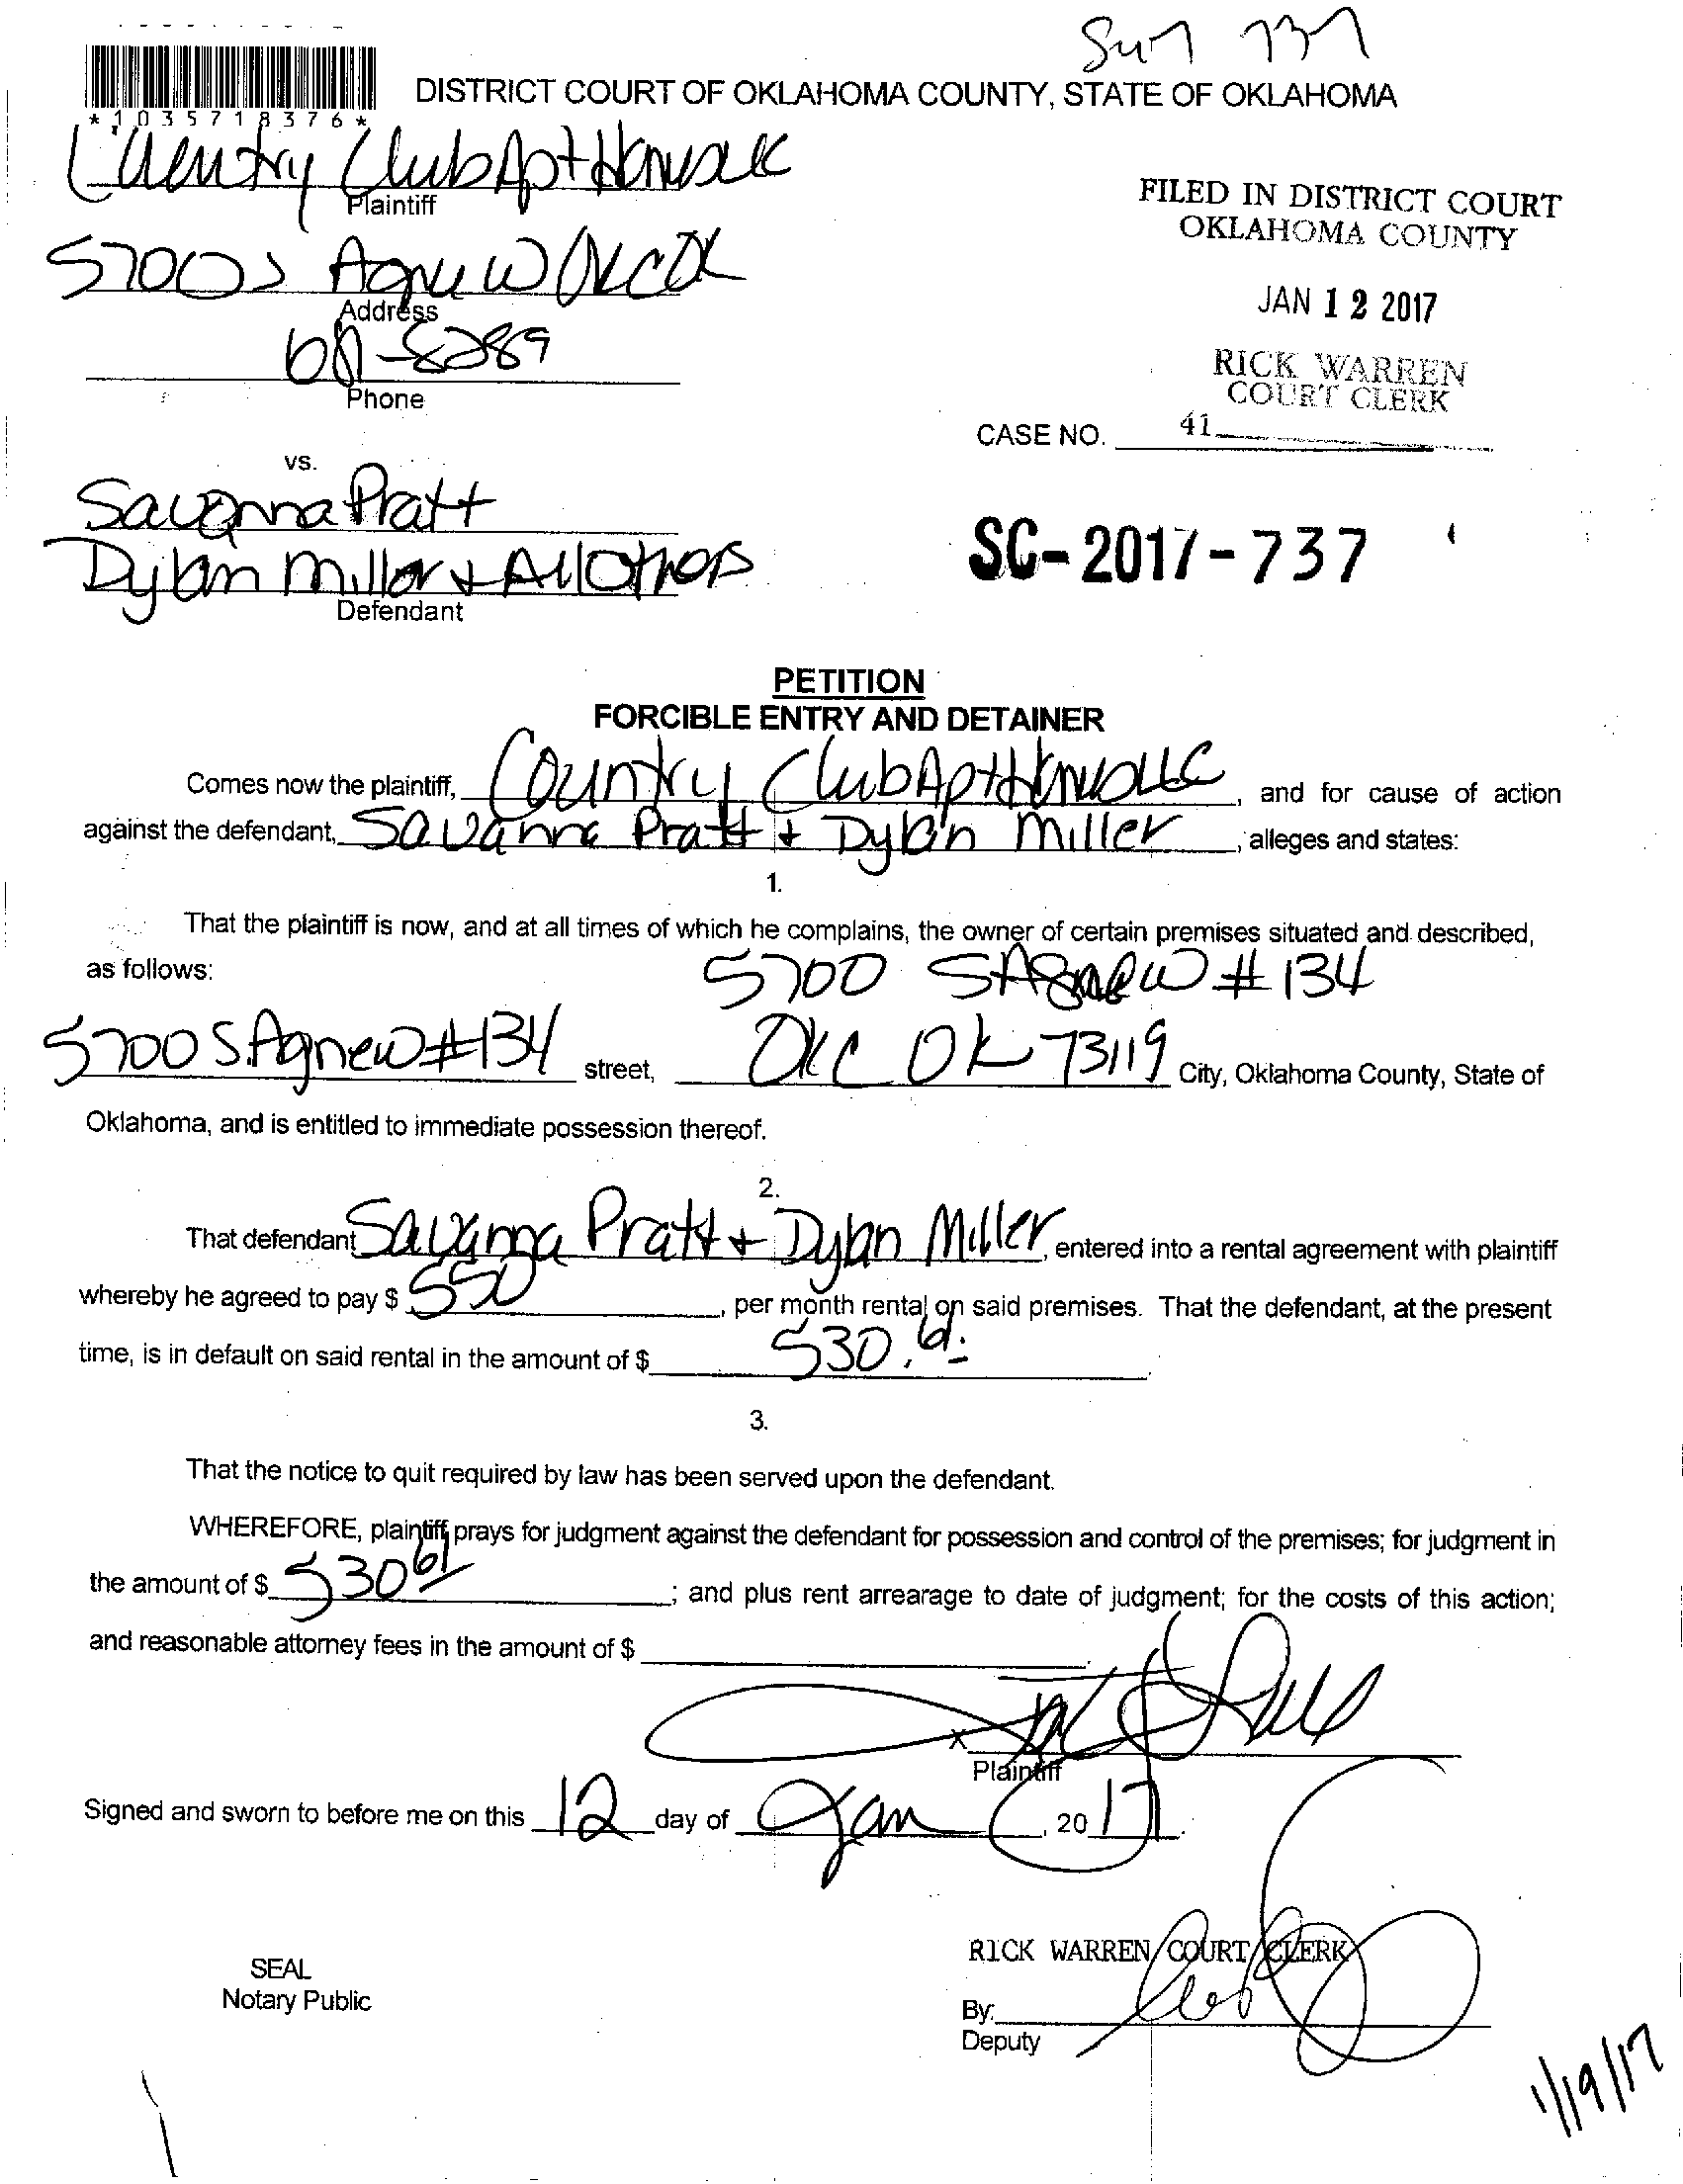 Su17 737
*1035718376*
DISTRICT COURT OF OKLAHOMA COUNTY, STATE OF OKLAHOMA
Country Club Apt
Plaintiff
FILED IN DISTRICT COURT
OKLAHOMA COUNTY
5700 S Agnew OKC OK
Address
JAN 12 2017
-8289
Phone
RICK WARREN
COURT CLERK
CASE NO. 41
vs.
Savanna Pratt
SC-2017-737
Dylan Miller + All Others
Defendant
PETITION
FORCIBLE ENTRY AND DETAINER
Comes now the plaintiff, Country Club Apt LLC, and for cause of action
against the defendant, Savanna Pratt + Dylan Miller, alleges and states:
1.
That the plaintiff is now, and at all times of which he complains, the owner of certain premises situated and described,
as follows: 5700 S Agnew #134
5700 S. Agnew #134 street, OKC OK 73119 City, Oklahoma County, State of
Oklahoma, and is entitled to immediate possession thereof.
2.
That defendant Savanna Pratt + Dylan Miller, entered into a rental agreement with plaintiff
whereby he agreed to pay $ 550, per month rental on said premises. That the defendant, at the present
time, is in default on said rental in the amount of $ 530.61.
3.
That the notice to quit required by law has been served upon the defendant.
WHEREFORE, plaintiff prays for judgment against the defendant for possession and control of the premises; for judgment in
the amount of $ 530 61; and plus rent arrearage to date of judgment; for the costs of this action;
and reasonable attorney fees in the amount of $
X
Plaintiff
Signed and sworn to before me on this 12 day of Jan, 20 17.
RICK WARREN COURT CLERK
SEAL
Notary Public
By:
Deputy
1/19/17